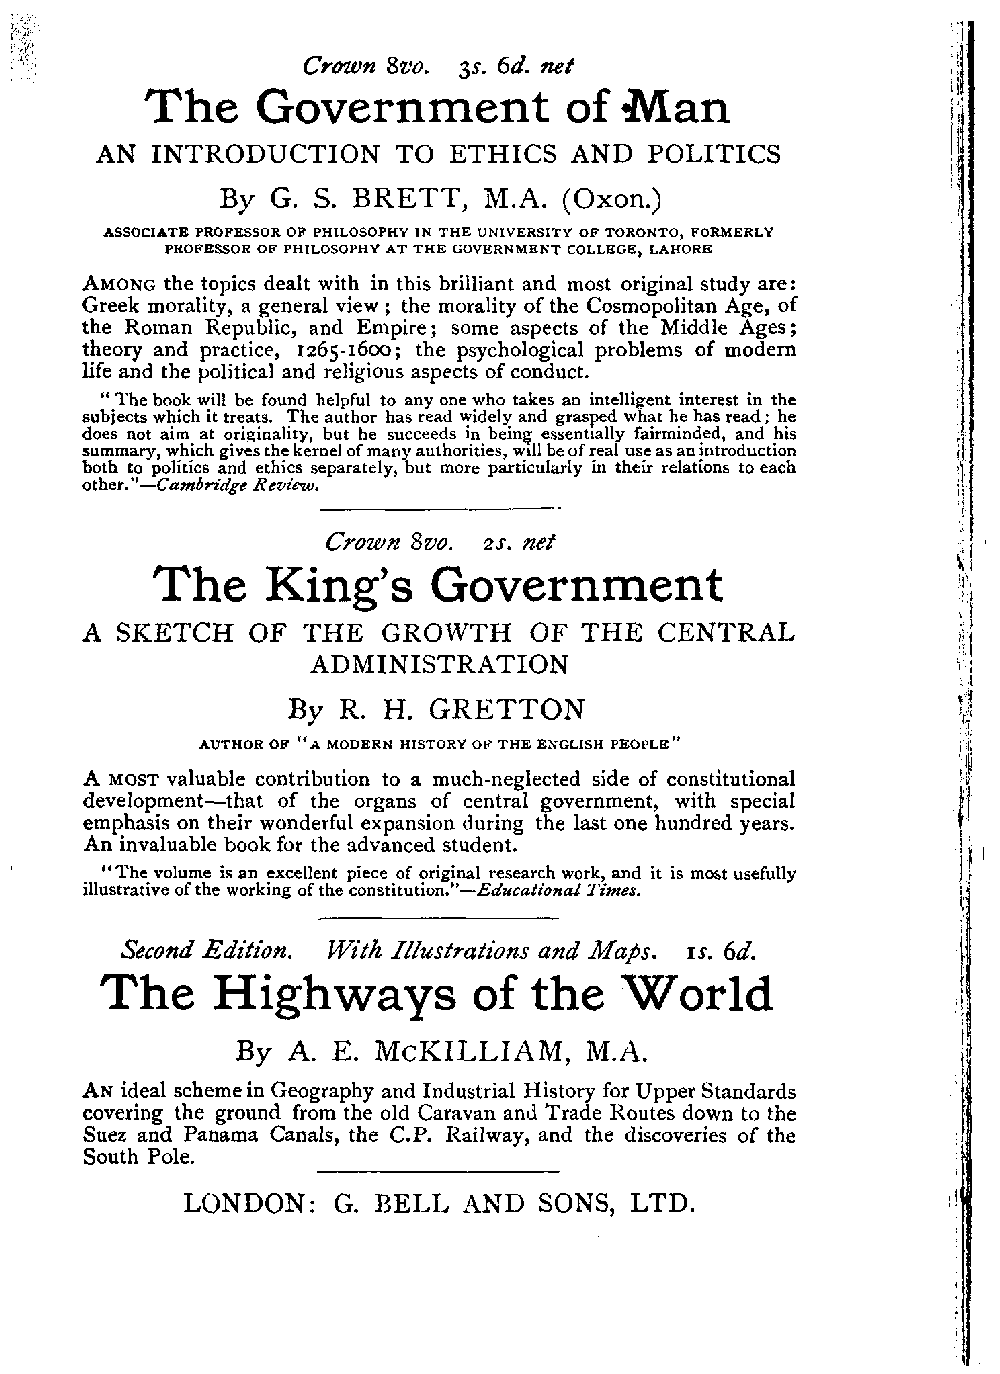 Crown 8vo. 3s. 6d. net
The Government of Man
AN INTRODUCTION TO ETHICS AND POLITICS
By G. S. BRETT, M.A. (Oxon.)
ASSOCIATE PROFESSOR OF PHILOSOPHY IN THE UNIVERSITY OF TORONTO, FORMERLY
PROFESSOR OF PHILOSOPHY AT THE GOVERNMENT COLLEGE, LAHORE
AMONG the topics dealt with in this brilliant and most original study are:
Greek morality, a general view; the morality of the Cosmopolitan Age, of
the Roman Republic, and Empire; some aspects of the Middle Ages;
theory and practice, 1265-1600; the psychological problems of modern
life and the political and religious aspects of conduct.
"The book will be found helpful to any one who takes an intelligent interest in the
subjects which it treats. The author has read widely and grasped what he has read; he
does not aim at originality, but he succeeds in being essentially fairminded, and his
summary, which gives the kernel of many authorities, will be of real use as an introduction
both to politics and ethics separately, but more particularly in their relations to each
other."—Cambridge Review.
Crown 8vo. 2s. net
The King's Government
A SKETCH OF THE GROWTH OF THE CENTRAL
ADMINISTRATION
By R. H. GRETTON
AUTHOR OF "A MODERN HISTORY OF THE ENGLISH PEOPLE"
A MOST valuable contribution to a much-neglected side of constitutional
development—that of the organs of central government, with special
emphasis on their wonderful expansion during the last one hundred years.
An invaluable book for the advanced student.
"The volume is an excellent piece of original research work, and it is most usefully
illustrative of the working of the constitution."—Educational Times.
Second Edition. With Illustrations and Maps. 1s. 6d.
The Highways of the World
By A. E. McKILLIAM, M.A.
AN ideal scheme in Geography and Industrial History for Upper Standards
covering the ground from the old Caravan and Trade Routes down to the
Suez and Panama Canals, the C.P. Railway, and the discoveries of the
South Pole.
LONDON: G. BELL AND SONS, LTD.